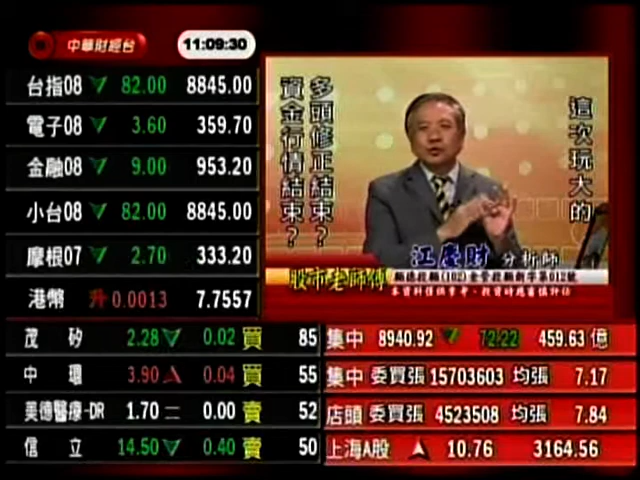 中華財經台 11:09:30
台指08 82.00 8845.00
電子08 3.60 359.70
金融08 9.00 953.20
小台08 82.00 8845.00
摩根07 2.70 333.20
港幣 升 0.0013 7.7557
這次玩大的
多頭修正結束?
資金行情結束?
江慶財 分析師
股市老師傅
茂矽 2.28 0.02 買 85
中環 3.90 0.04 買 55
美德醫療-DR 1.70 0.00 賣 52
信立 14.50 0.40 賣 50
集中 8940.92 72.22 459.63 億
集中 委買張 15703603 均張 7.17
店頭 委買張 4523508 均張 7.84
上海A股 10.76 3164.56